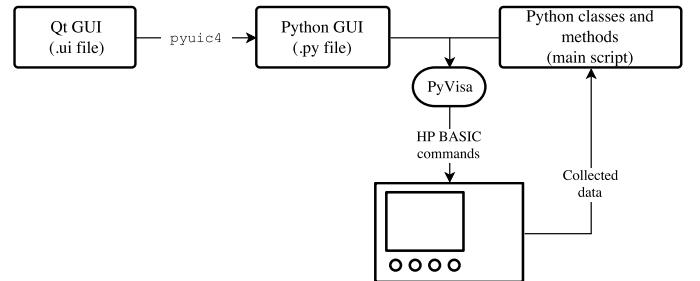 Qt GUI
(.ui file)
pyuic4
Python GUI
(.py file)
Python classes and
methods
(main script)
PyVisa
HP BASIC
commands
Collected
data